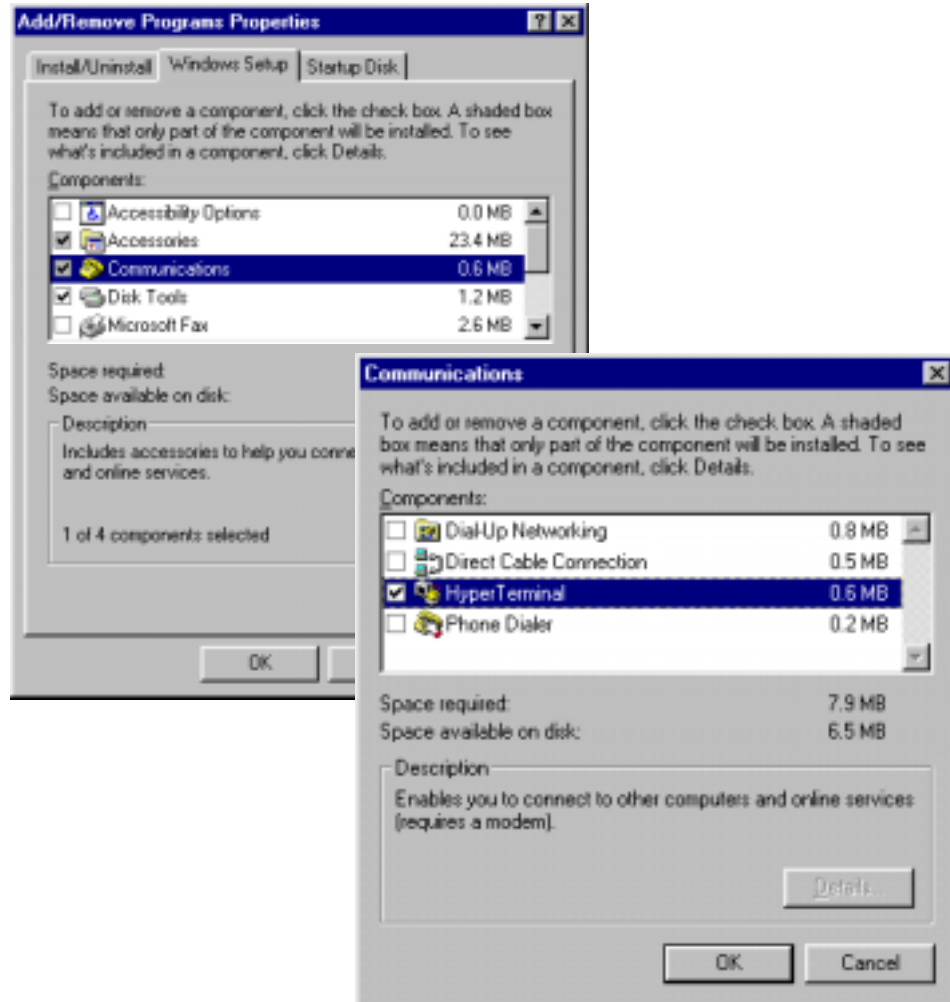 Add/Remove Programs Properties
Install/Uninstall Windows Setup Startup Disk
To add or remove a component, click the check box. A shaded box
means that only part of the component will be installed. To see
what's included in a component, click Details.
Components:
Accessibility Options 0.0 MB
Accessories 23.4 MB
Communications 0.6 MB
Disk Tools 1.2 MB
Microsoft Fax 2.6 MB
Space required:
Space available on disk:
Description
Includes accessories to help you conne
and online services.
1 of 4 components selected
OK
Communications
To add or remove a component, click the check box. A shaded
box means that only part of the component will be installed. To see
what's included in a component, click Details.
Components:
Dial-Up Networking 0.8 MB
Direct Cable Connection 0.5 MB
HyperTerminal 0.6 MB
Phone Dialer 0.2 MB
Space required: 7.9 MB
Space available on disk: 6.5 MB
Description
Enables you to connect to other computers and online services
(requires a modem).
Details...
OK Cancel